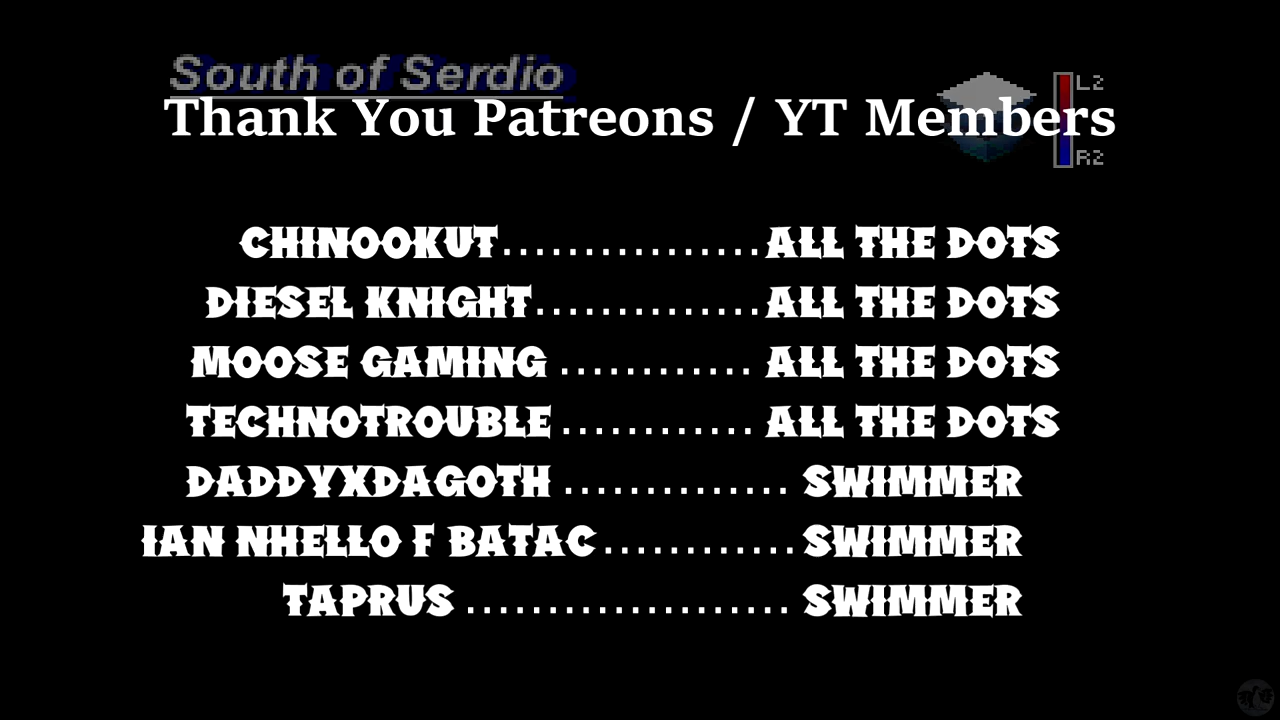 South of Serdio
L2
Thank You Patreons / YT Members
R2
CHINOOKUT................ALL THE DOTS
DIESEL KNIGHT..............ALL THE DOTS
MOOSE GAMING ............ ALL THE DOTS
TECHNOTROUBLE ............ ALL THE DOTS
DADDYXDAGOTH .............. SWIMMER
IAN NHELLO F BATAC............SWIMMER
TAPRUS .................... SWIMMER